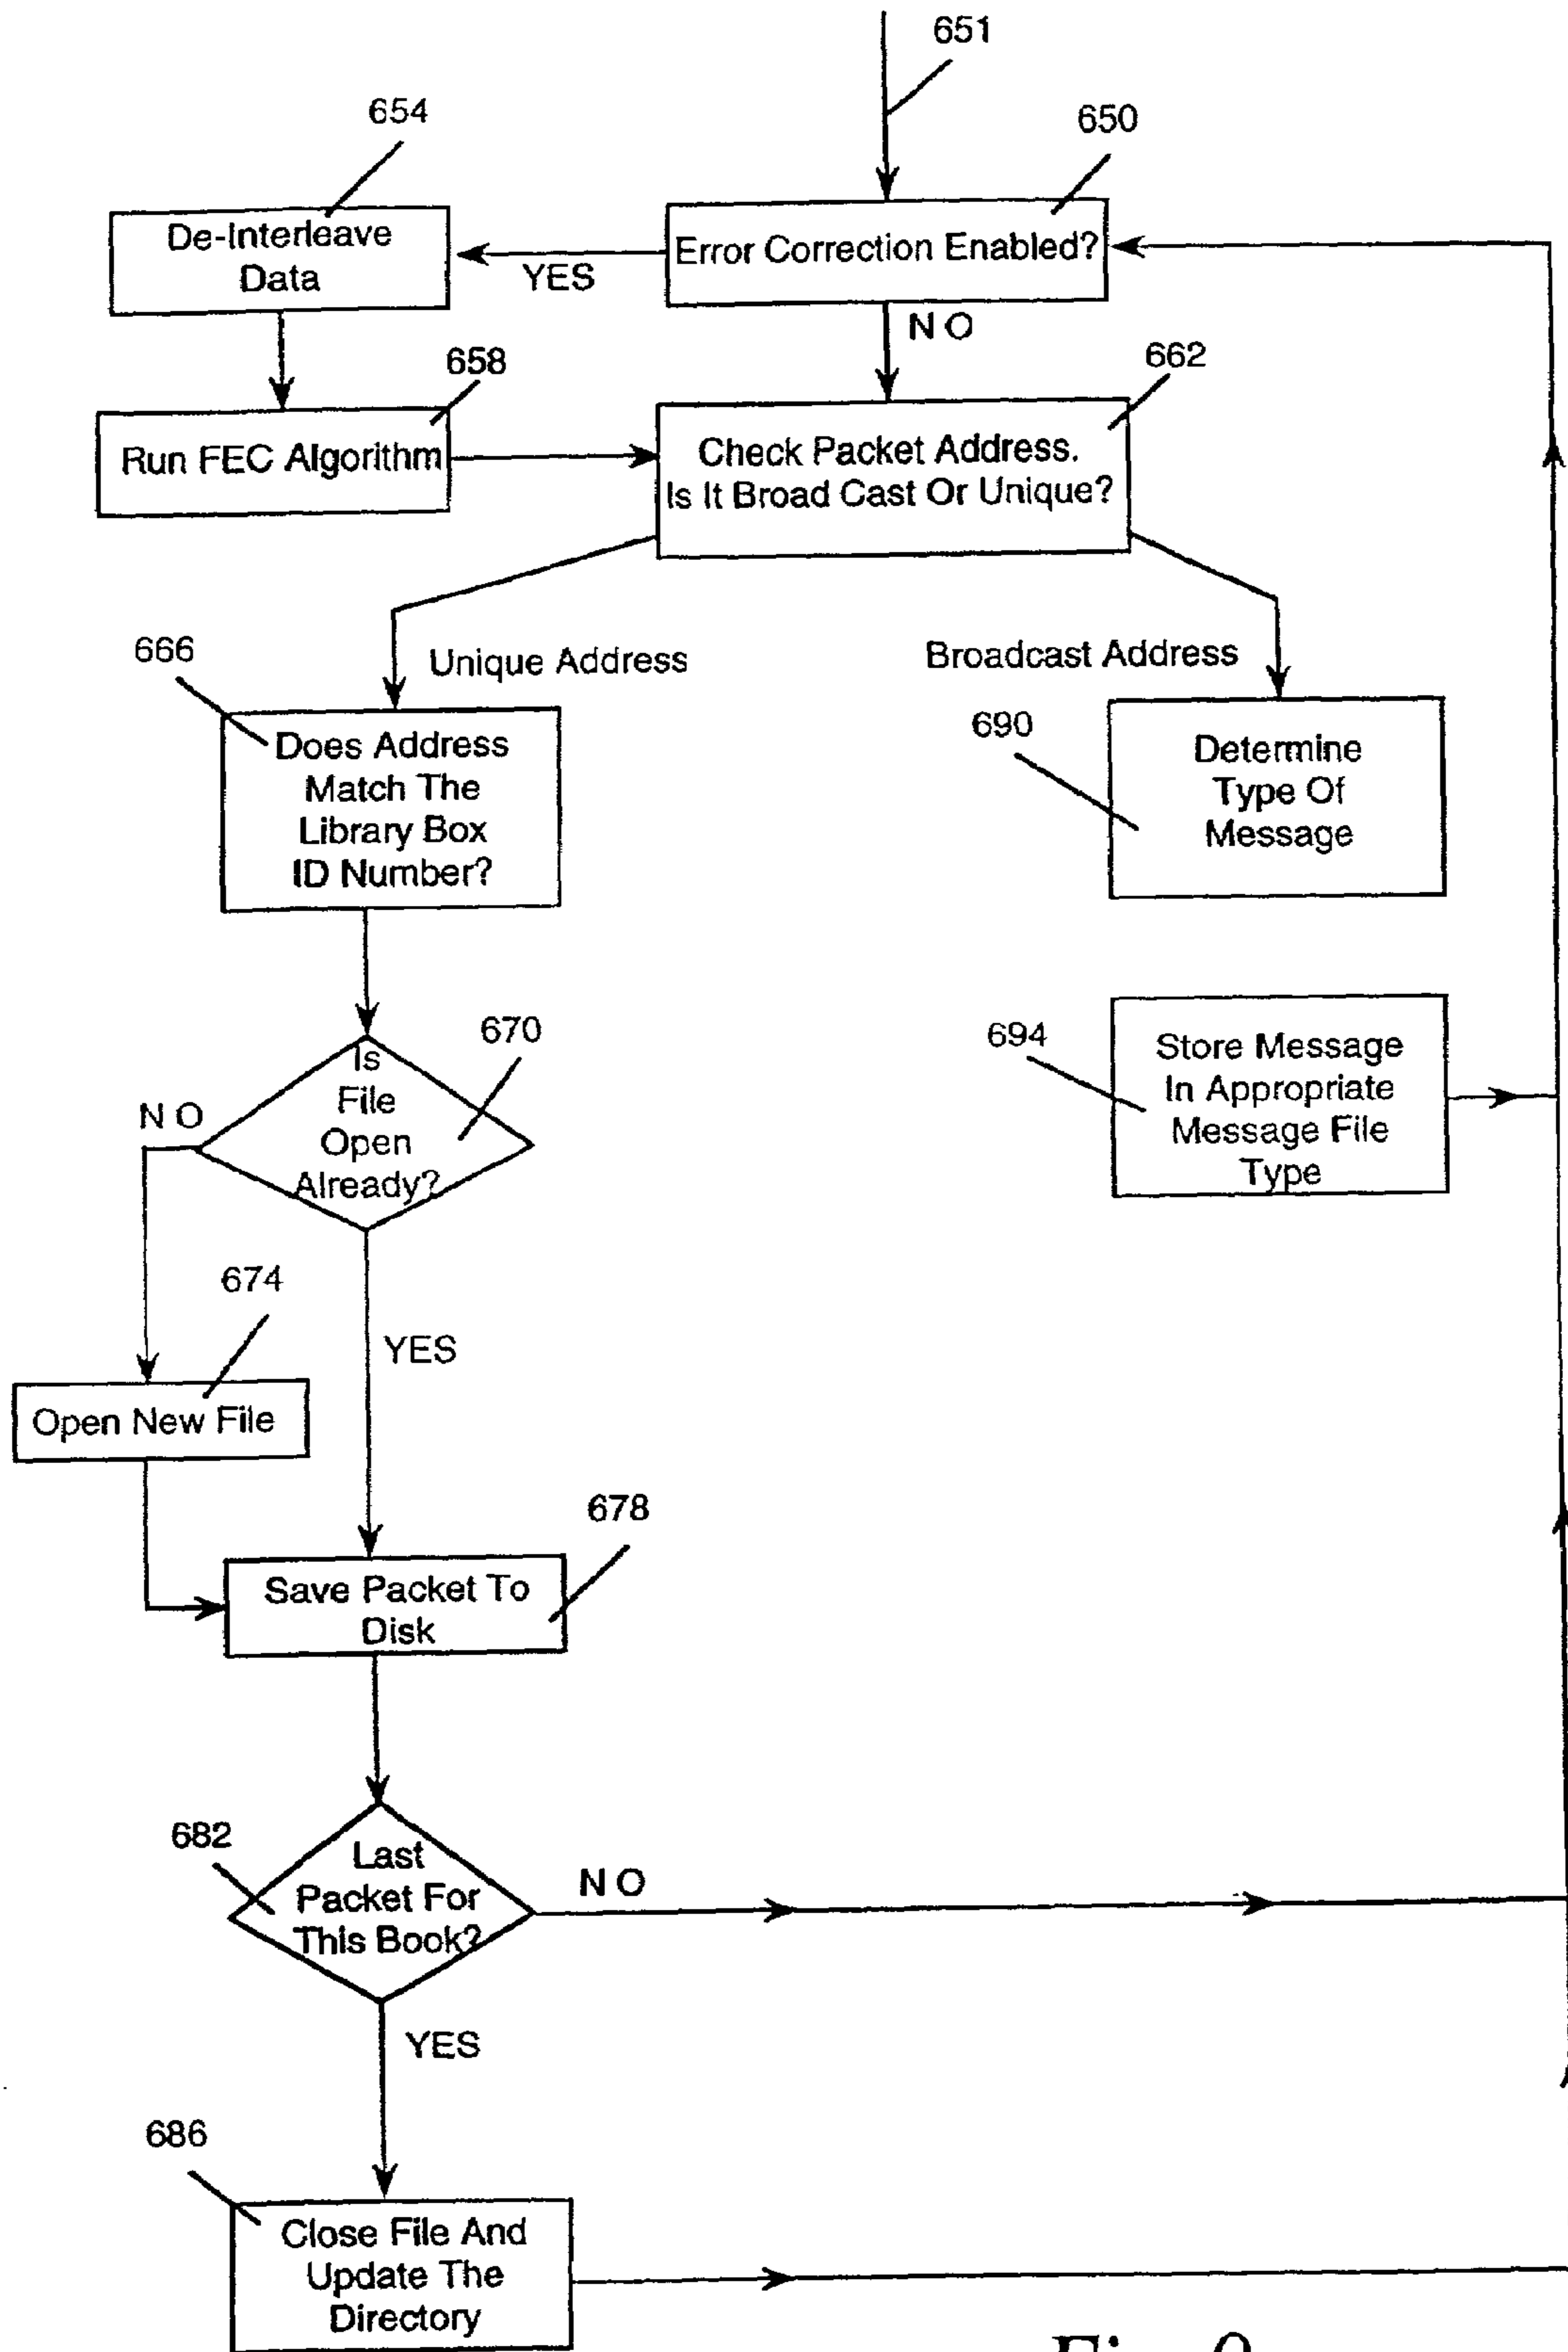 651
654
650
De-Interleave
Data
YES
Error Correction Enabled?
N O
658
662
Run FEC Algorithm
Check Packet Address.
Is It Broad Cast Or Unique?
666
Unique Address
Broadcast Address
Does Address
Match The
Library Box
ID Number?
690
Determine
Type Of
Message
670
Is
File
Open
Already?
N O
694
Store Message
In Appropriate
Message File
Type
674
YES
Open New File
678
Save Packet To
Disk
682
Last
Packet For
This Book?
N O
YES
686
Close File And
Update The
Directory